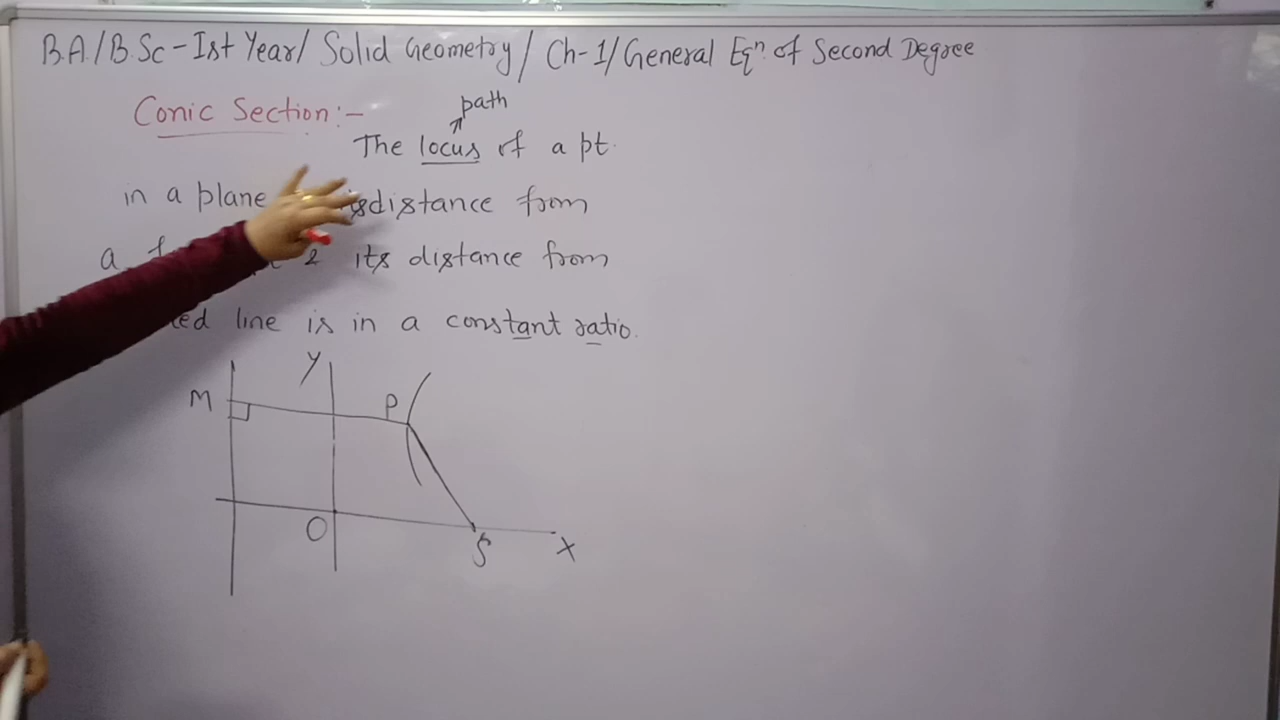 B.A./B.Sc-Ist Year/ Solid Geometry/ Ch-1/General Eqn. of Second Degree
Conic Section:-
path
The locus of a pt.
in a plane distance from
a & its distance from
line is in a constant ratio.
Y
M
P
O
S
X